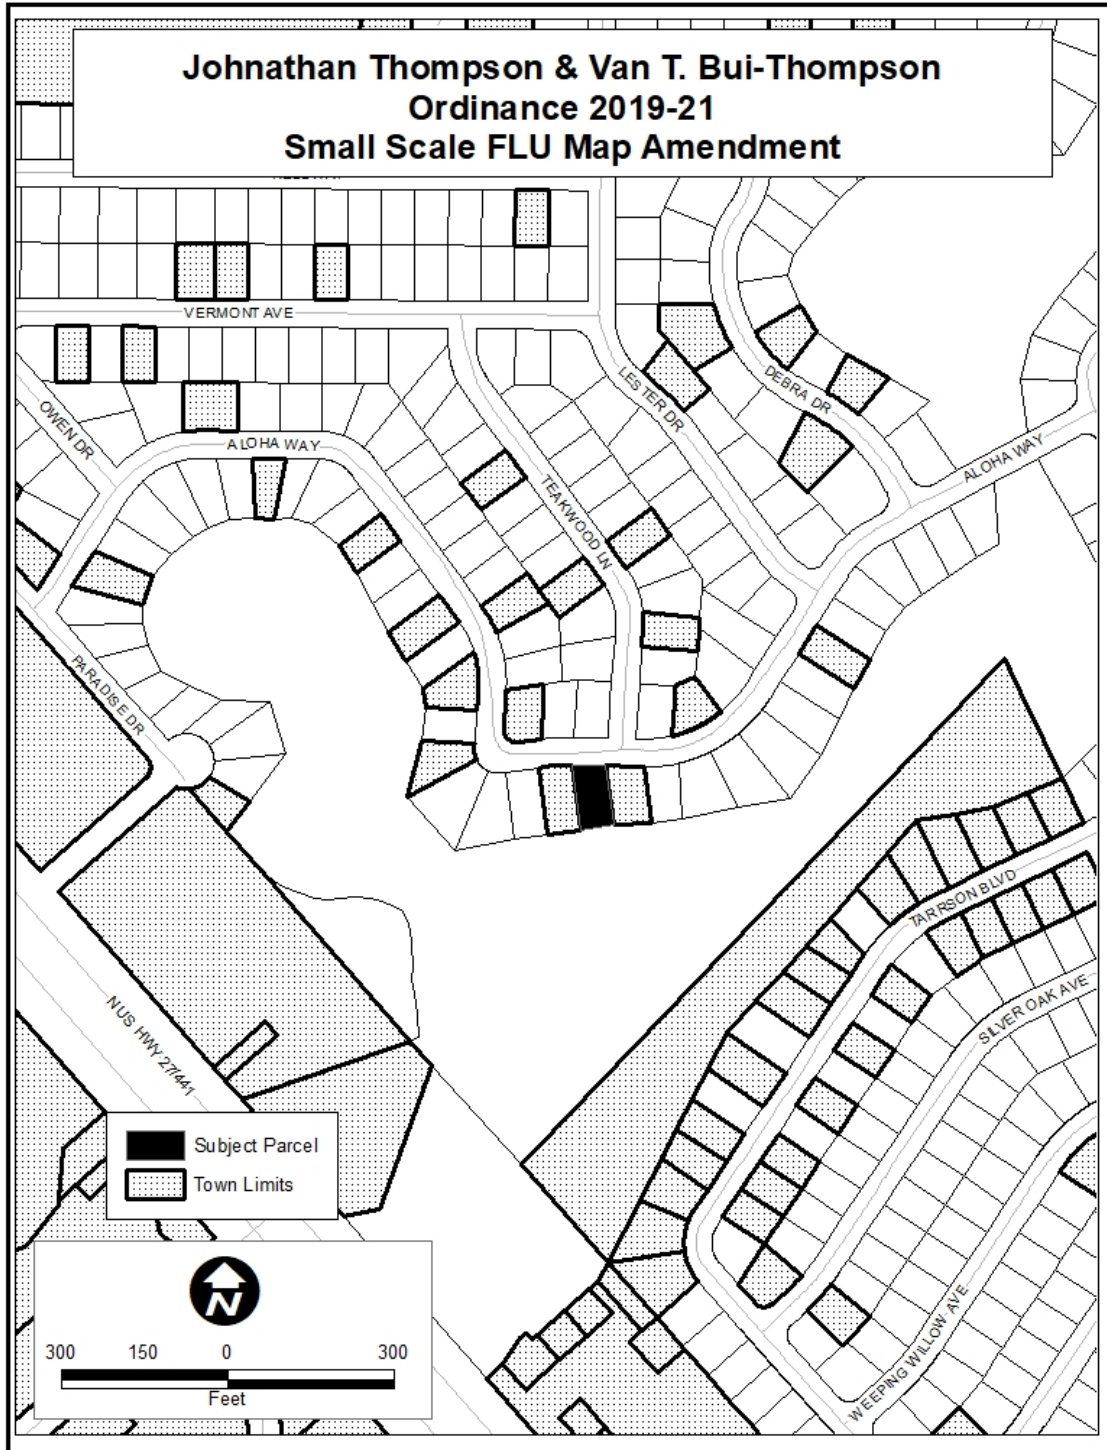 Johnathan Thompson & Van T. Bui-Thompson
Ordinance 2019-21
Small Scale FLU Map Amendment
VERMONT AVE
LESTER DR
DEBRA DR
OWEN DR
ALOHA WAY
ALOHA WAY
TEAKWOOD LN
PARADISE DR
TARRSON BLVD
SILVER OAK AVE
N US HWY 27/441
Subject Parcel
Town Limits
WEEPING WILLOW AVE
N
300 150 0 300
Feet